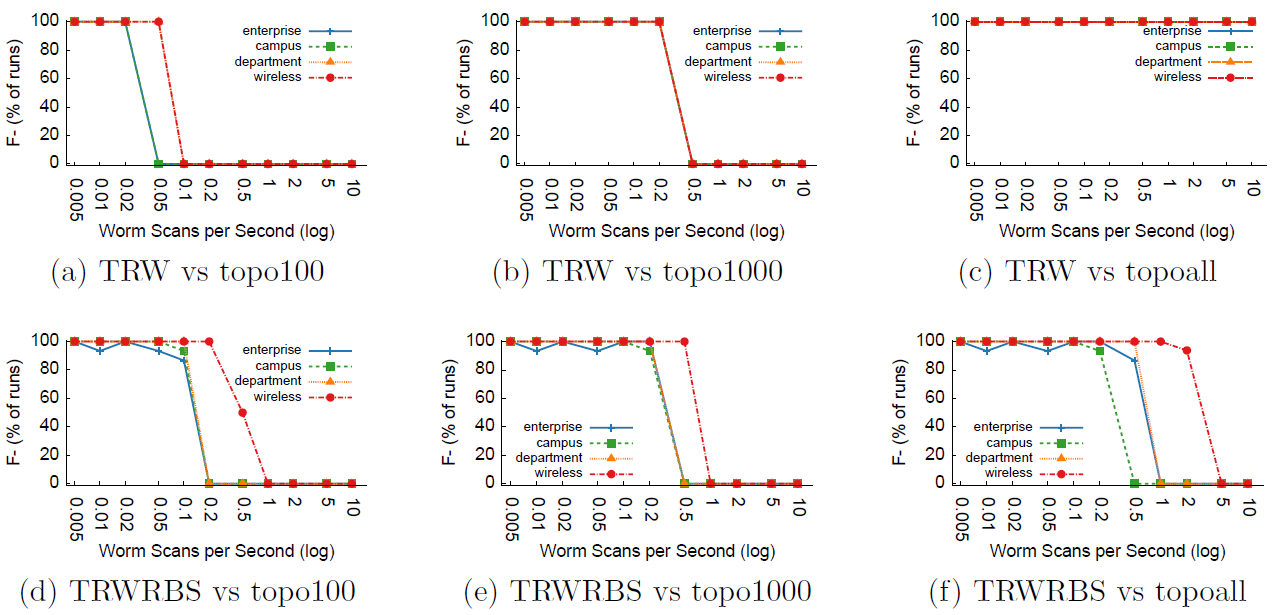 F- (% of runs)
100
80
60
40
20
0
enterprise
campus
department
wireless
0.005
0.01
0.02
0.05
0.1
0.2
0.5
1
2
5
10
Worm Scans per Second (log)
(a) TRW vs topo100
F- (% of runs)
100
80
60
40
20
0
enterprise
campus
department
wireless
0.005
0.01
0.02
0.05
0.1
0.2
0.5
1
2
5
10
Worm Scans per Second (log)
(b) TRW vs topo1000
F- (% of runs)
100
80
60
40
20
0
enterprise
campus
department
wireless
0.005
0.01
0.02
0.05
0.1
0.2
0.5
1
2
5
10
Worm Scans per Second (log)
(c) TRW vs topoall
F- (% of runs)
100
80
60
40
20
0
enterprise
campus
department
wireless
0.005
0.01
0.02
0.05
0.1
0.2
0.5
1
2
5
10
Worm Scans per Second (log)
(d) TRWRBS vs topo100
F- (% of runs)
100
80
60
40
20
0
enterprise
campus
department
wireless
0.005
0.01
0.02
0.05
0.1
0.2
0.5
1
2
5
10
Worm Scans per Second (log)
(e) TRWRBS vs topo1000
F- (% of runs)
100
80
60
40
20
0
enterprise
campus
department
wireless
0.005
0.01
0.02
0.05
0.1
0.2
0.5
1
2
5
10
Worm Scans per Second (log)
(f) TRWRBS vs topoall